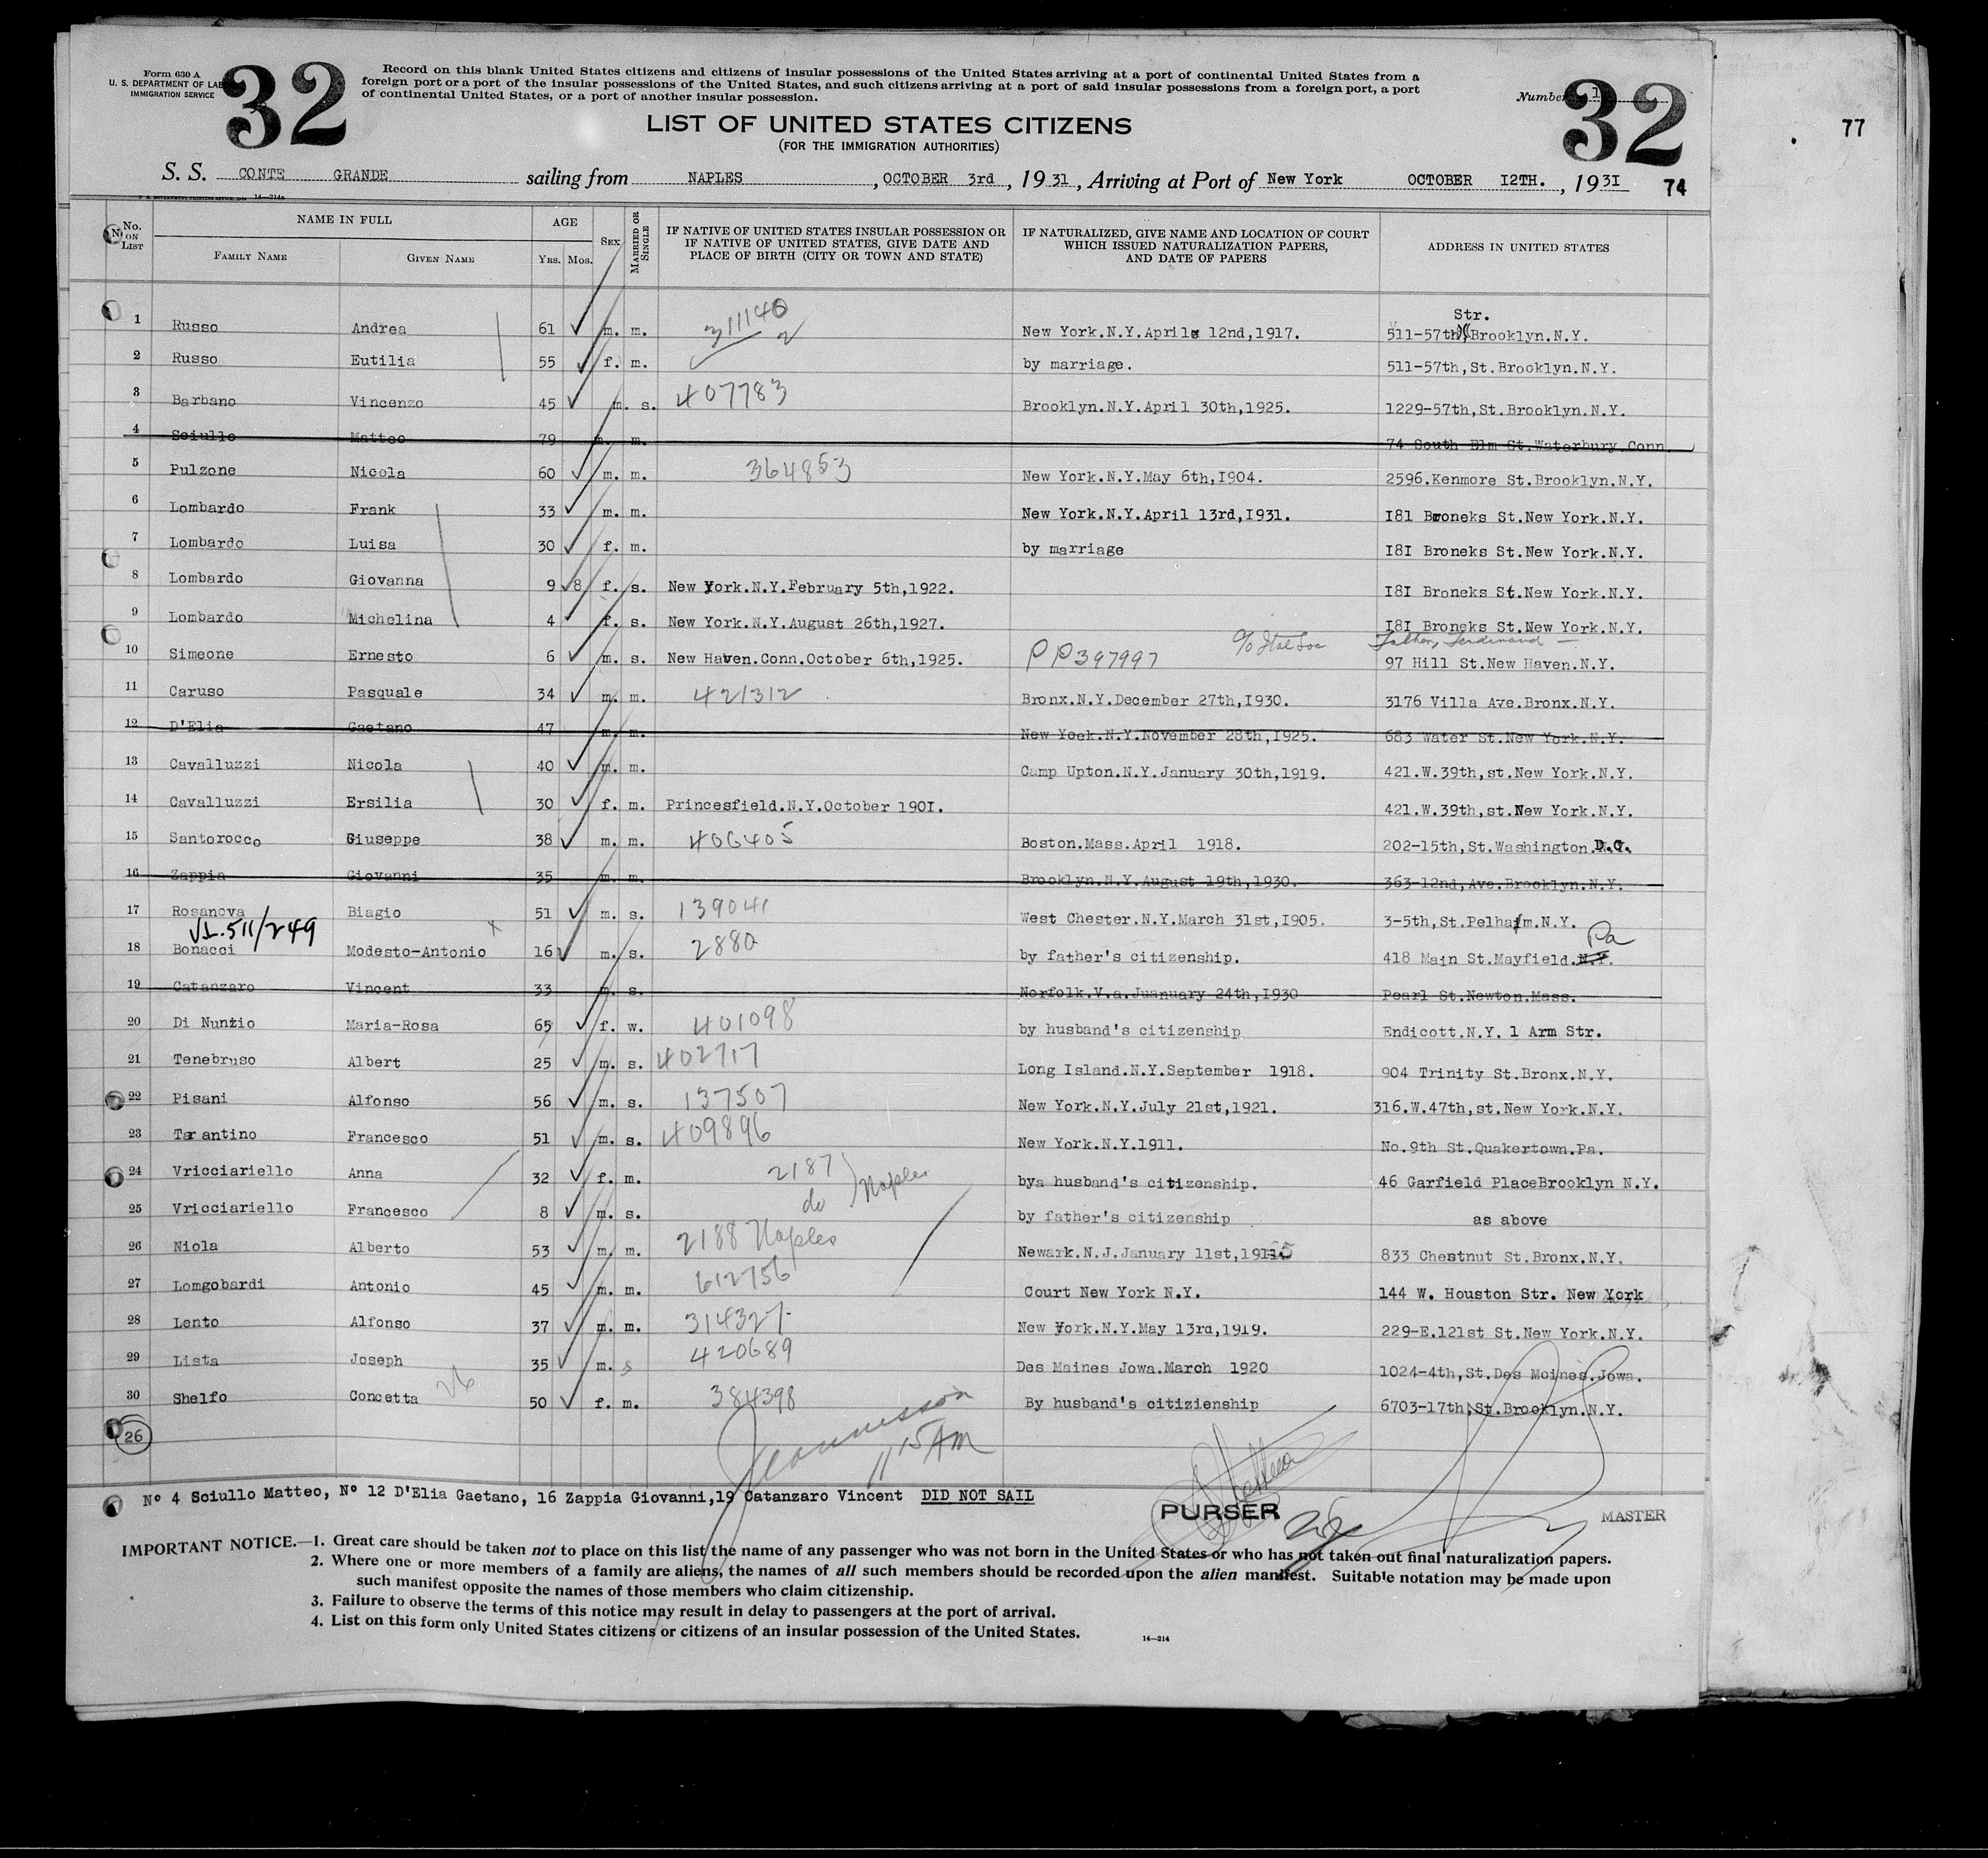 Form 630 A
U. S. DEPARTMENT OF LAB
IMMIGRATION SERVICE
32
Record on this blank United States citizens and citizens of insular possessions of the United States arriving at a port of continental United States from a
foreign port or a port of the insular possessions of the United States, and such citizens arriving at a port of said insular possessions from a foreign port, a port
of continental United States, or a port of another insular possession.
Number 1
32
77
LIST OF UNITED STATES CITIZENS
(FOR THE IMMIGRATION AUTHORITIES)
S. S. CONTE GRANDE sailing from NAPLES , OCTOBER 3rd , 1931 , Arriving at Port of New York OCTOBER I2TH. , 193I 74
14—214a
No. ON LIST NAME IN FULL AGE SEX MARRIED OR SINGLE IF NATIVE OF UNITED STATES INSULAR POSSESSION OR IF NATIVE OF UNITED STATES, GIVE DATE AND PLACE OF BIRTH (CITY OR TOWN AND STATE) IF NATURALIZED, GIVE NAME AND LOCATION OF COURT WHICH ISSUED NATURALIZATION PAPERS, AND DATE OF PAPERS ADDRESS IN UNITED STATES
FAMILY NAME GIVEN NAME YRS. MOS.
Str.
1 Russo Andrea 61 m. m. 311140 New York.N.Y.April 12nd,1917. 511-57th Brooklyn.N.Y.
2 Russo Eutilia 55 f. m. by marriage. 511-57th,St.Brooklyn.N.Y.
3 Barbano Vincenzo 45 m. s. 407783 Brooklyn.N.Y.April 30th,1925. 1229-57th,St.Brooklyn.N.Y.
4 Sciullo Matteo 79 m. m. 74 South Elm St.Waterbury.Conn
5 Pulzone Nicola 60 m. m. 364853 New York.N.Y.May 6th,I904. 2596.Kenmore St.Brooklyn.N.Y.
6 Lombardo Frank 33 m. m. New York.N.Y.April 13rd,I931. I81 Broneks St.New York.N.Y.
7 Lombardo Luisa 30 f. m. by marriage I8I Broneks St.New York.N.Y.
8 Lombardo Giovanna 9 8 f. s. New York.N.Y.February 5th,1922. I8I Broneks St.New York.N.Y.
9 Lombardo Michelina 4 f. s. New York.N.Y.August 26th,1927. I8I Broneks St.New York.N.Y.
Father, Ferdinand —
10 Simeone Ernesto 6 m. s. New Haven.Conn.October 6th,1925. PP397997 97 Hill St.New Haven.N.Y.
11 Caruso Pasquale 34 m. m. 421312 Bronx.N.Y.December 27th,I930. 3176 Villa Ave.Bronx.N.Y.
12 D'Elia Gaetano 47 m. m. New Yoek.N.Y.November 28th,I925. 683 Water St.New York.N.Y.
13 Cavalluzzi Nicola 40 m. m. Camp Upton.N.Y.January 30th,1919. 421.W.39th,st.New York.N.Y.
14 Cavalluzzi Ersilia 30 f. m. Princesfield.N.Y.October 190I. 421.W.39th,st.New York.N.Y.
15 Santorocco Giuseppe 38 m. m. 406405 Boston.Mass.April 1918. 202-15th,St.Washington.D.C.
16 Zappia Giovanni 35 m. m. Brooklyn.N.Y.August 19th,1930. 363-12nd,Ave.Brooklyn.N.Y.
17 Rosanova Biagio 51 m. s. 139041 West Chester.N.Y.March 31st,I905. 3-5th,St.Pelham.N.Y.
VL.511/249 x Pa
18 Bonacci Modesto-Antonio 16 m. s. 2880 by father's citizenship. 418 Main St.Mayfield.N.Y.
19 Catanzaro Vincent 33 m. s. Norfolk.V.a.Juanuary 24th,I930 Pearl St.Newton.Mass.
20 Di Nunzio Maria-Rosa 65 f. w. 401098 by husband's citizenship Endicott.N.Y. 1 Arm Str.
21 Tenebruso Albert 25 m. s. 402717 Long Island.N.Y.September 1918. 904 Trinity St.Bronx.N.Y.
22 Pisani Alfonso 56 m. s. 137507 New York.N.Y.July 21st,1921. 316.W.47th,st.New York.N.Y.
23 Tarantino Francesco 51 m. s. 409896 New York.N.Y.1911. No.9th St.Quakertown.Pa.
24 Vricciariello Anna 32 f. m. 2187 Naples bya husband's citizenship. 46 Garfield PlaceBrooklyn N.Y.
25 Vricciariello Francesco 8 m. s. do by father's citizenship as above
26 Niola Alberto 53 m. m. 2188 Naples Newark.N.J.January 11st,19 833 Chestnut St.Bronx.N.Y.
27 Lomgobardi Antonio 45 m. m. 612756 Court New York N.Y. 144 W. Houston Str. New York
28 Lento Alfonso 37 m. m. 314327 New York.N.Y.May 13rd,1919. 229-E.121st St.New York.N.Y.
29 Lista Joseph 35 m. s 420689 Des Maines Jowa.March 1920 1024-4th,St.Des Moines.Jowa.
30 Shelfo Concetta 26 50 f. m. 384398 By husband's citizienship 6703-17th,St.Brooklyn.N.Y.
26
11 15 AM
Nº 4 Sciullo Matteo, Nº 12 D'Elia Gaetano, 16 Zappia Giovanni,19 Catanzaro Vincent DID NOT SAIL
PURSER
MASTER
IMPORTANT NOTICE.—1. Great care should be taken not to place on this list the name of any passenger who was not born in the United States or who has not taken out final naturalization papers.
2. Where one or more members of a family are aliens, the names of all such members should be recorded upon the alien manifest. Suitable notation may be made upon
such manifest opposite the names of those members who claim citizenship.
3. Failure to observe the terms of this notice may result in delay to passengers at the port of arrival.
4. List on this form only United States citizens or citizens of an insular possession of the United States.
14—214